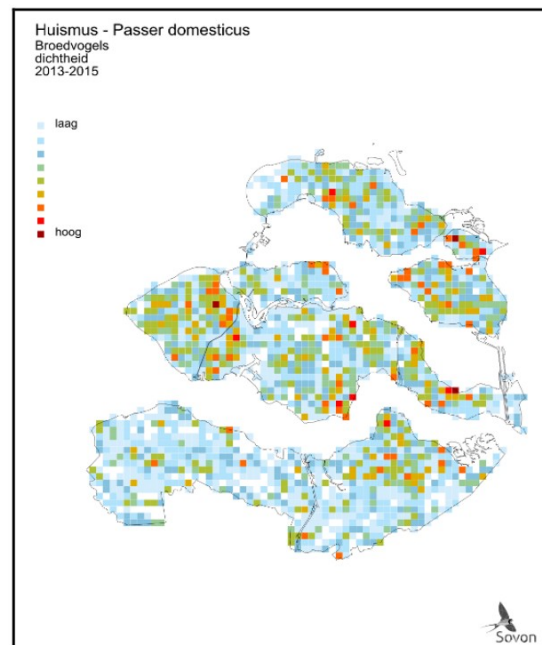 Huismus - Passer domesticus
Broedvogels
dichtheid
2013-2015
laag
hoog
Sovon